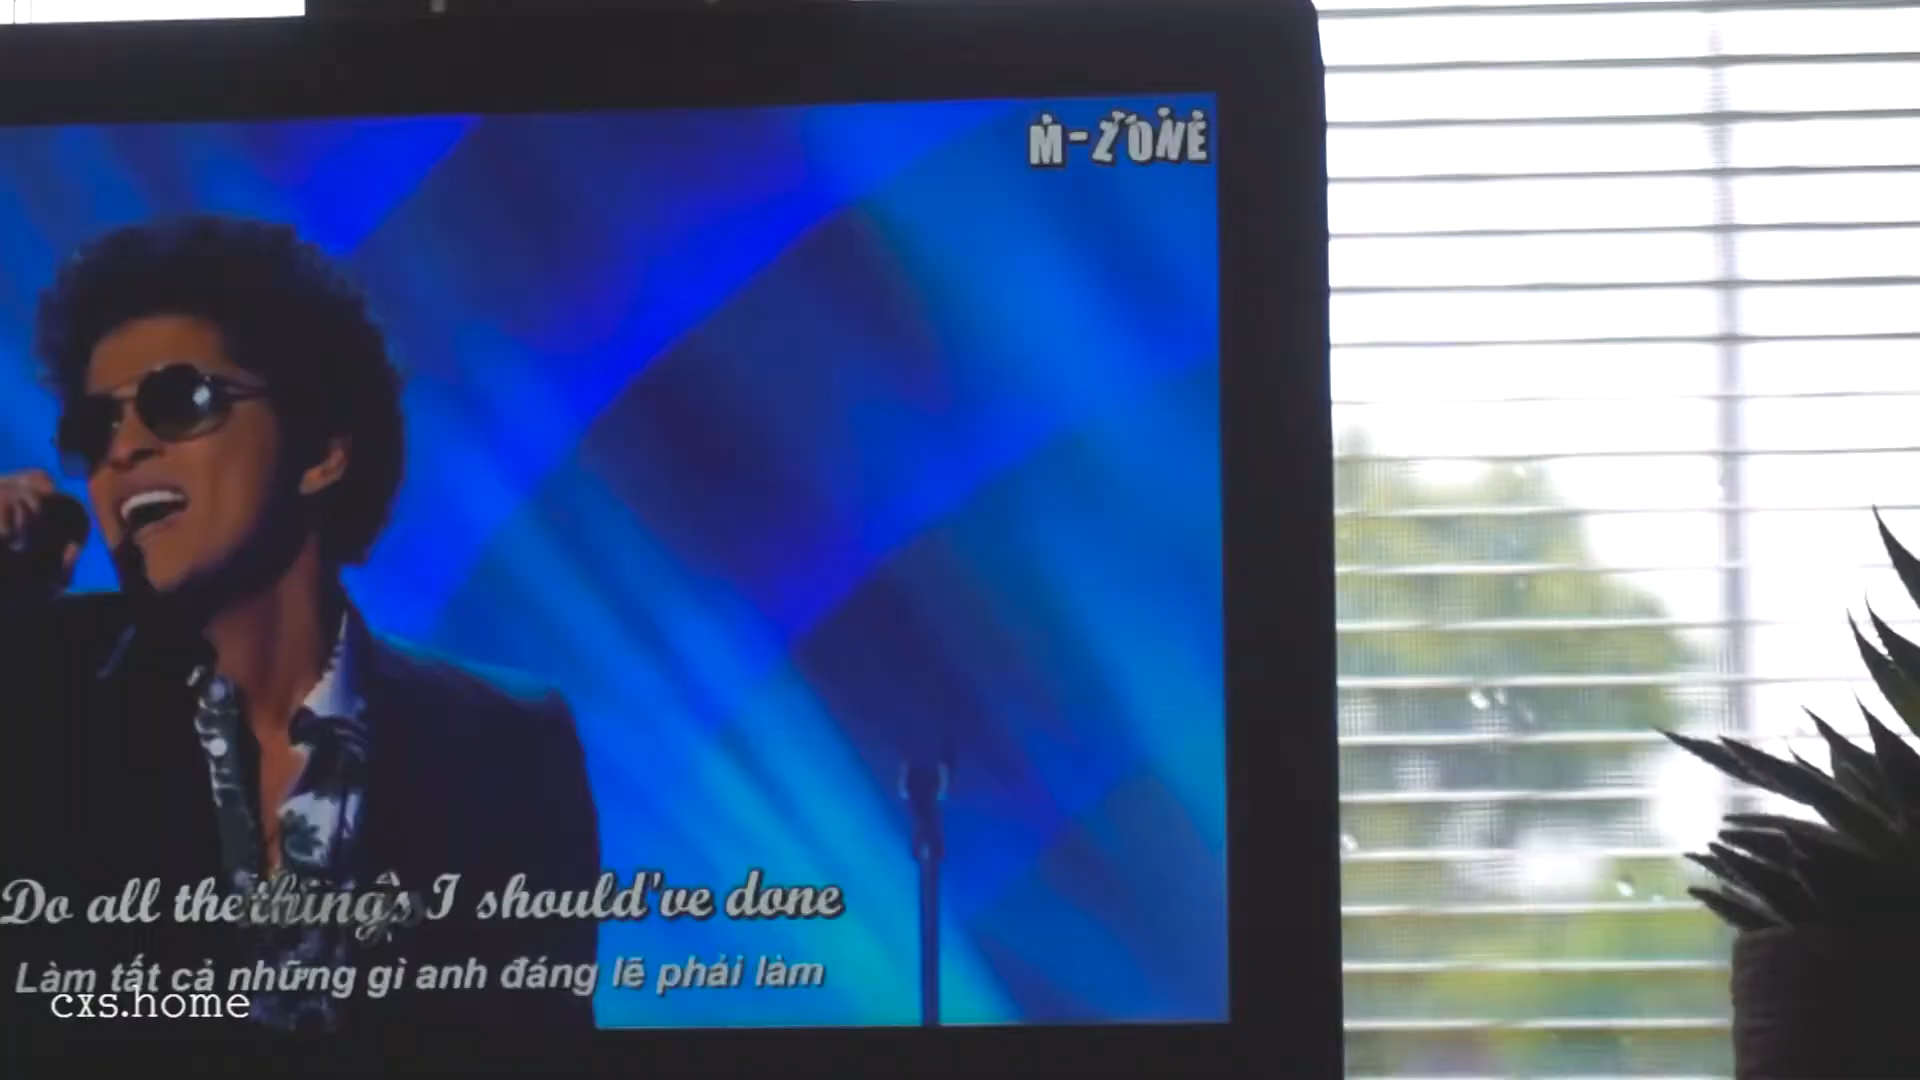 M-ZONE
Do all the things I should've done
Làm tất cả những gì anh đáng lẽ phải làm
cxs.home